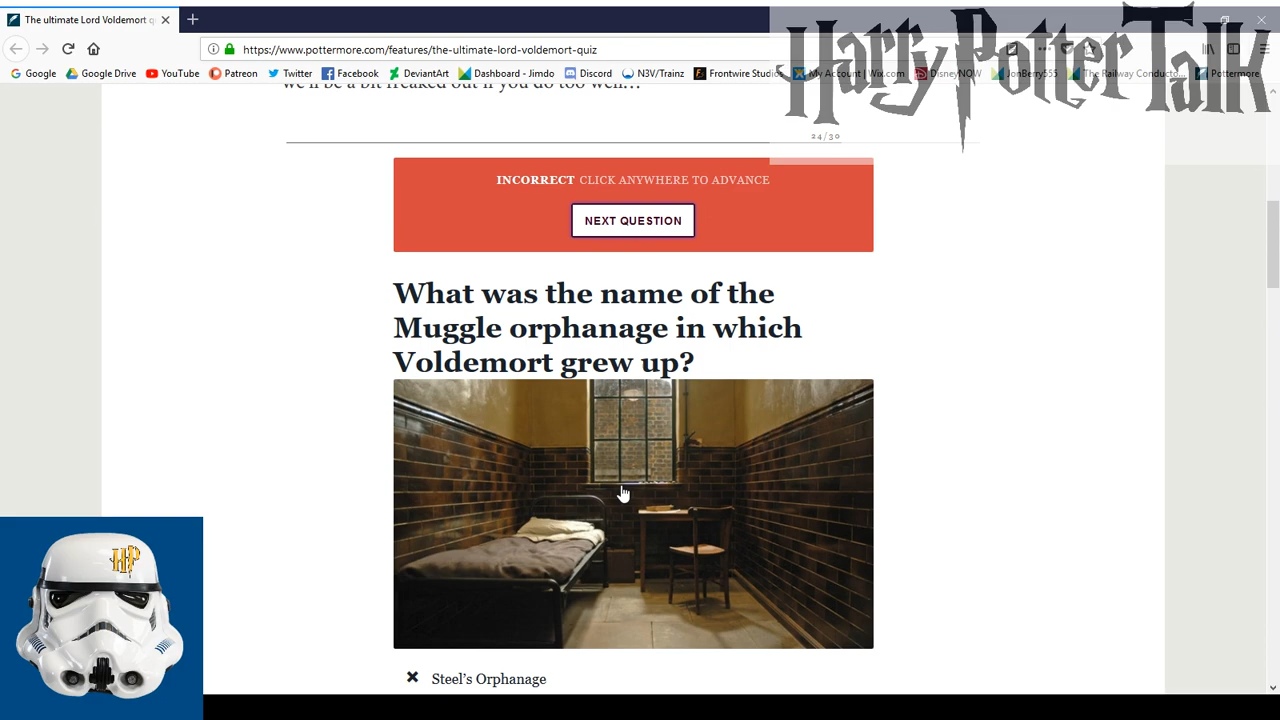 The ultimate Lord Voldemort q
https://www.pottermore.com/features/the-ultimate-lord-voldemort-quiz
Harry Potter Talk
Google Google Drive YouTube Patreon Twitter Facebook DeviantArt Dashboard - Jimdo Discord N3V/Trainz Frontwire Studios My Account | Wix.com DisneyNOW JonBerry555 The Railway Conducto... Pottermore
we'll be a bit freaked out if you do too well...
24/30
INCORRECT CLICK ANYWHERE TO ADVANCE
NEXT QUESTION
What was the name of the
Muggle orphanage in which
Voldemort grew up?
Steel's Orphanage
HP